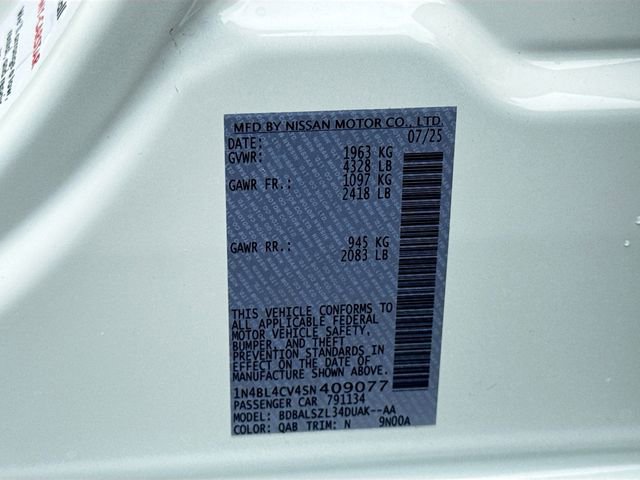 MFD BY NISSAN MOTOR CO., LTD.
DATE: 07/25
GVWR: 1963 KG
4328 LB
GAWR FR.: 1097 KG
2418 LB
GAWR RR.: 945 KG
2083 LB
THIS VEHICLE CONFORMS TO
ALL APPLICABLE FEDERAL
MOTOR VEHICLE SAFETY,
BUMPER, AND THEFT
PREVENTION STANDARDS IN
EFFECT ON THE DATE OF
MANUFACTURE SHOWN ABOVE.
1N4BL4CV4SN409077
PASSENGER CAR 791134
MODEL: BDBALSZL34DUAK--AA
COLOR: QAB TRIM: N 9N00A